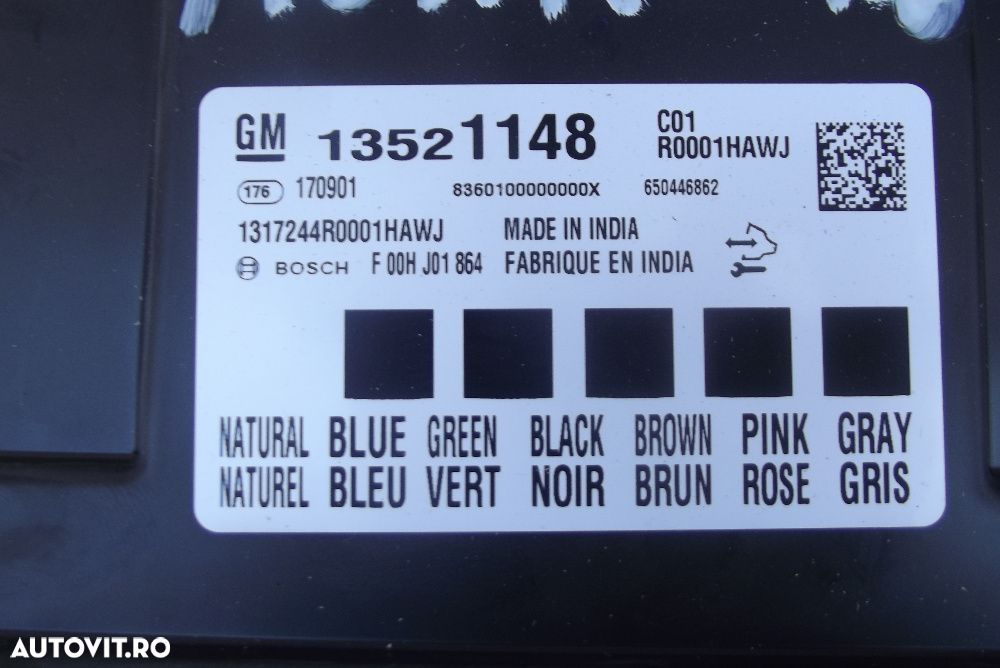 GM 13521148 C01
R0001HAWJ
176 170901 8360100000000X 650446862
1317244R0001HAWJ MADE IN INDIA
BOSCH F 00H J01 864 FABRIQUE EN INDIA
NATURAL BLUE GREEN BLACK BROWN PINK GRAY
NATUREL BLEU VERT NOIR BRUN ROSE GRIS
AUTOVIT.RO